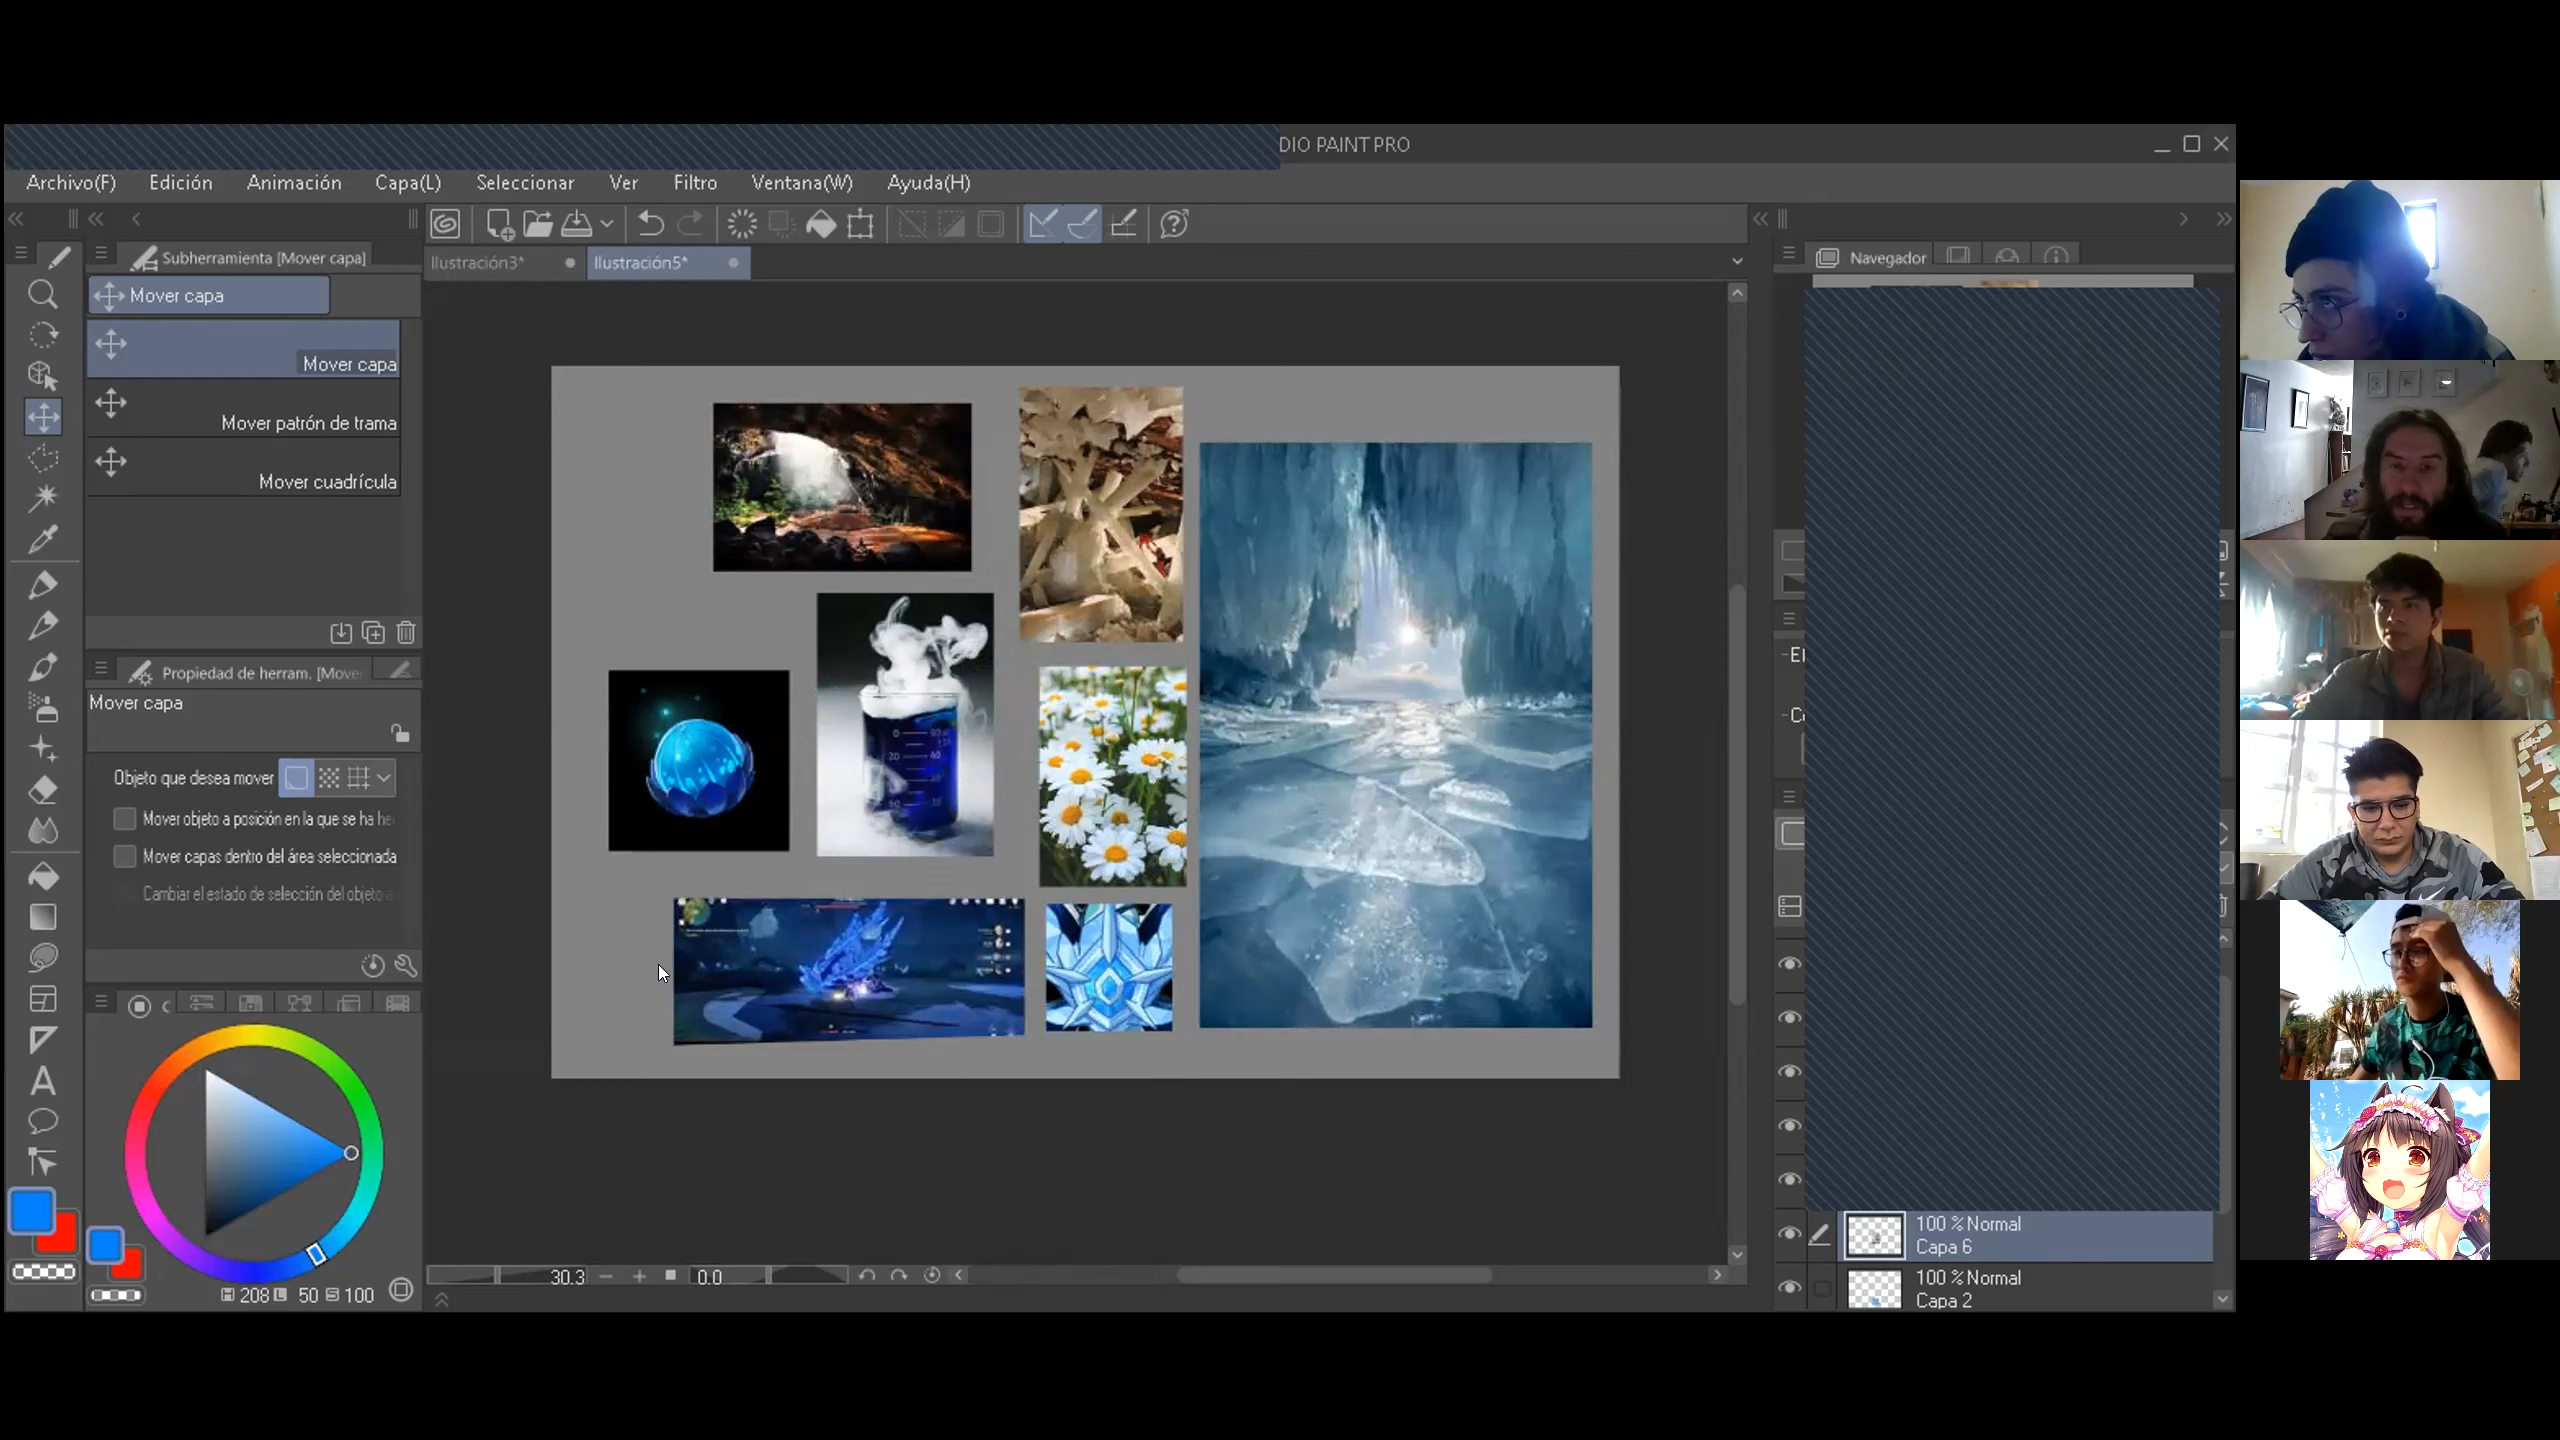 DIO PAINT PRO
Archivo(F) Edición Animación Capa(L) Seleccionar Ver Filtro Ventana(W) Ayuda(H)
Subherramienta [Mover capa]
Ilustración3* Ilustración5*
Navegador
Mover capa
Mover capa
Mover patrón de trama
Mover cuadrícula
Propiedad de herram. [Move
Mover capa
Objeto que desea mover
Mover objeto a posición en la que se ha he
Mover capas dentro del área seleccionada
Cambiar el estado de selección del objeto a
-El
100 % Normal
Capa 6
100 % Normal
Capa 2
30.3 0.0
H 208 L 50 S 100